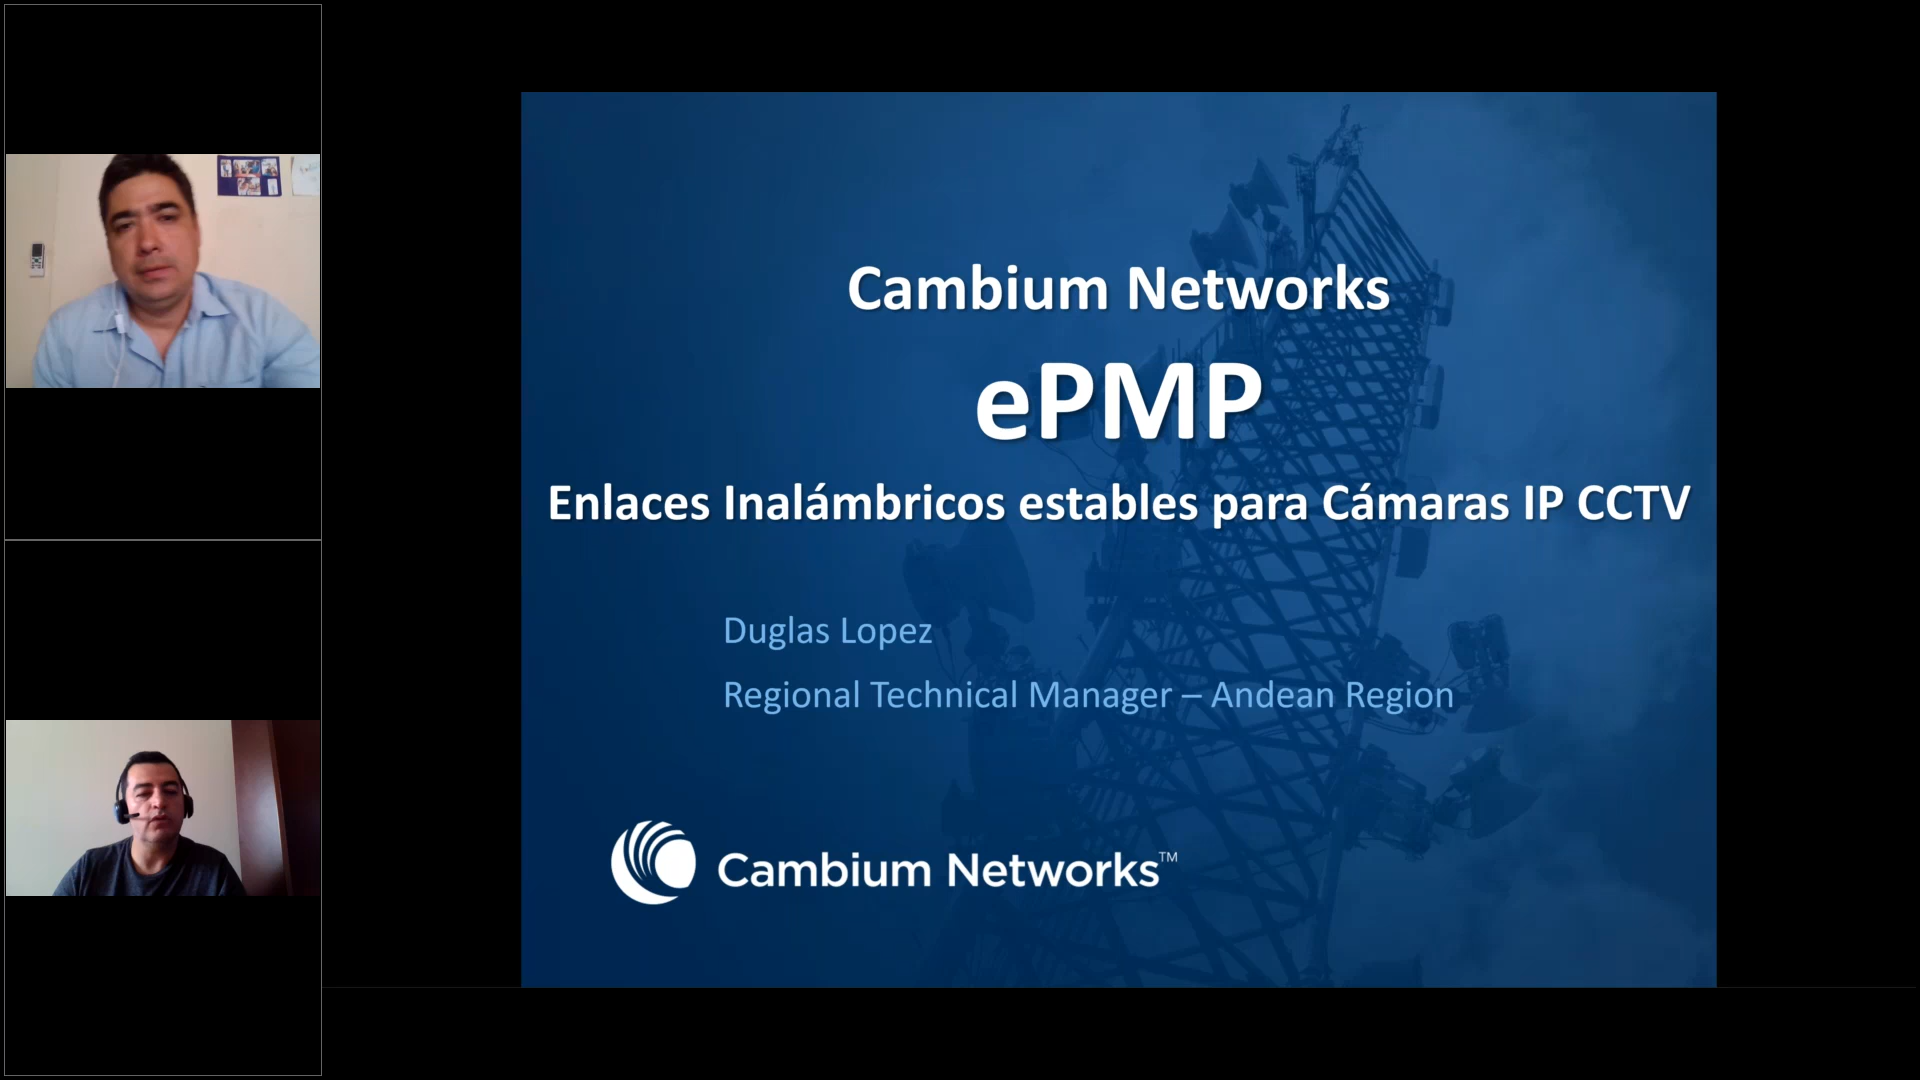 Cambium Networks
ePMP
Enlaces Inalámbricos estables para Cámaras IP CCTV
Duglas Lopez
Regional Technical Manager – Andean Region
Cambium Networks™